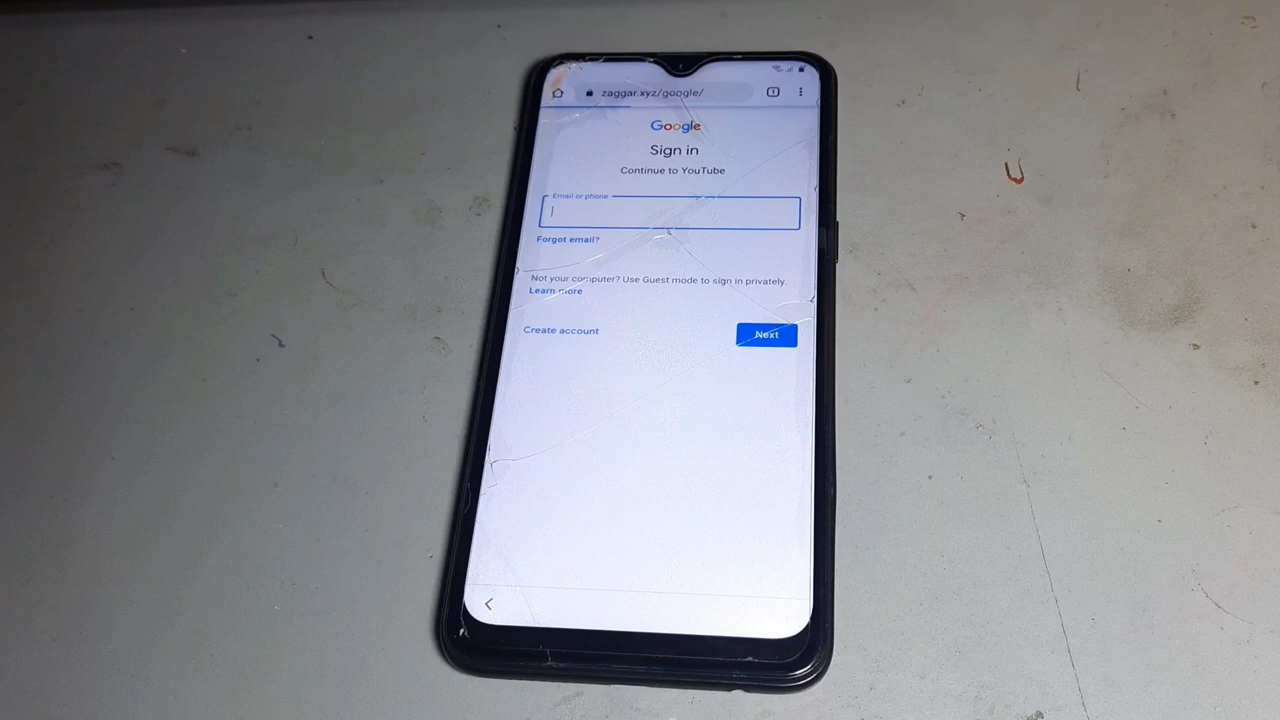 zaggar.xyz/google/
1
Google
Sign in
Continue to YouTube
Email or phone
Forgot email?
Not your computer? Use Guest mode to sign in privately.
Learn more
Create account
Next